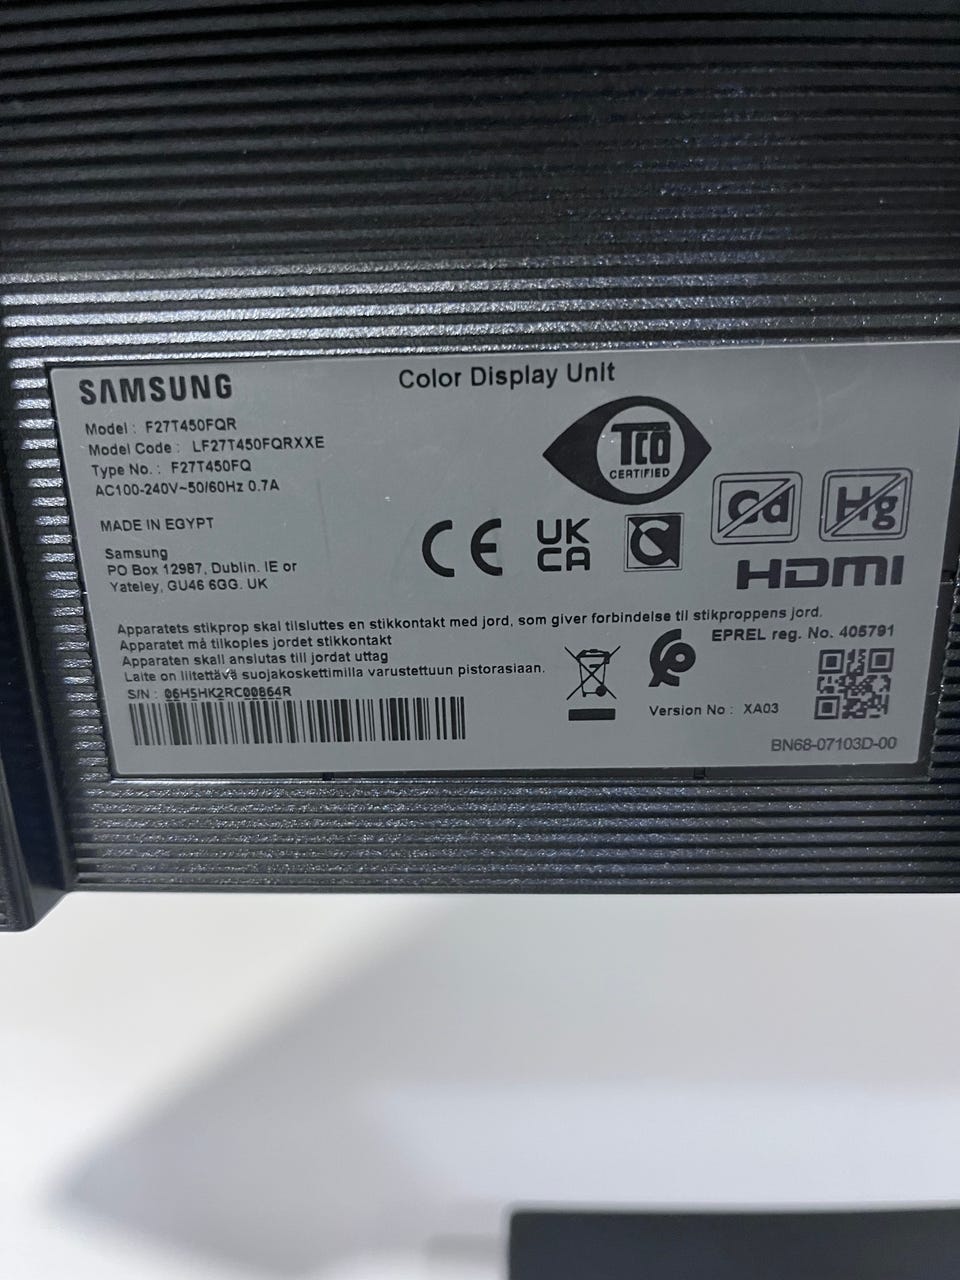 SAMSUNG
Color Display Unit
Model : F27T450FQR
Model Code : LF27T450FQRXXE
Type No. : F27T450FQ
AC100-240V~50/60Hz 0.7A
MADE IN EGYPT
Samsung
PO Box 12987, Dublin. IE or
Yateley, GU46 6GG. UK
TCO
CERTIFIED
CE
UK
CA
Cd
Hg
HDMI
Apparatets stikprop skal tilsluttes en stikkontakt med jord, som giver forbindelse til stikproppens jord.
Apparatet må tilkoples jordet stikkontakt
Apparaten skall anslutas till jordat uttag
Laite on liitettävä suojakoskettimilla varustettuun pistorasiaan.
S/N : 06H5HK2RC00864R
EPREL reg. No. 405791
Version No : XA03
BN68-07103D-00